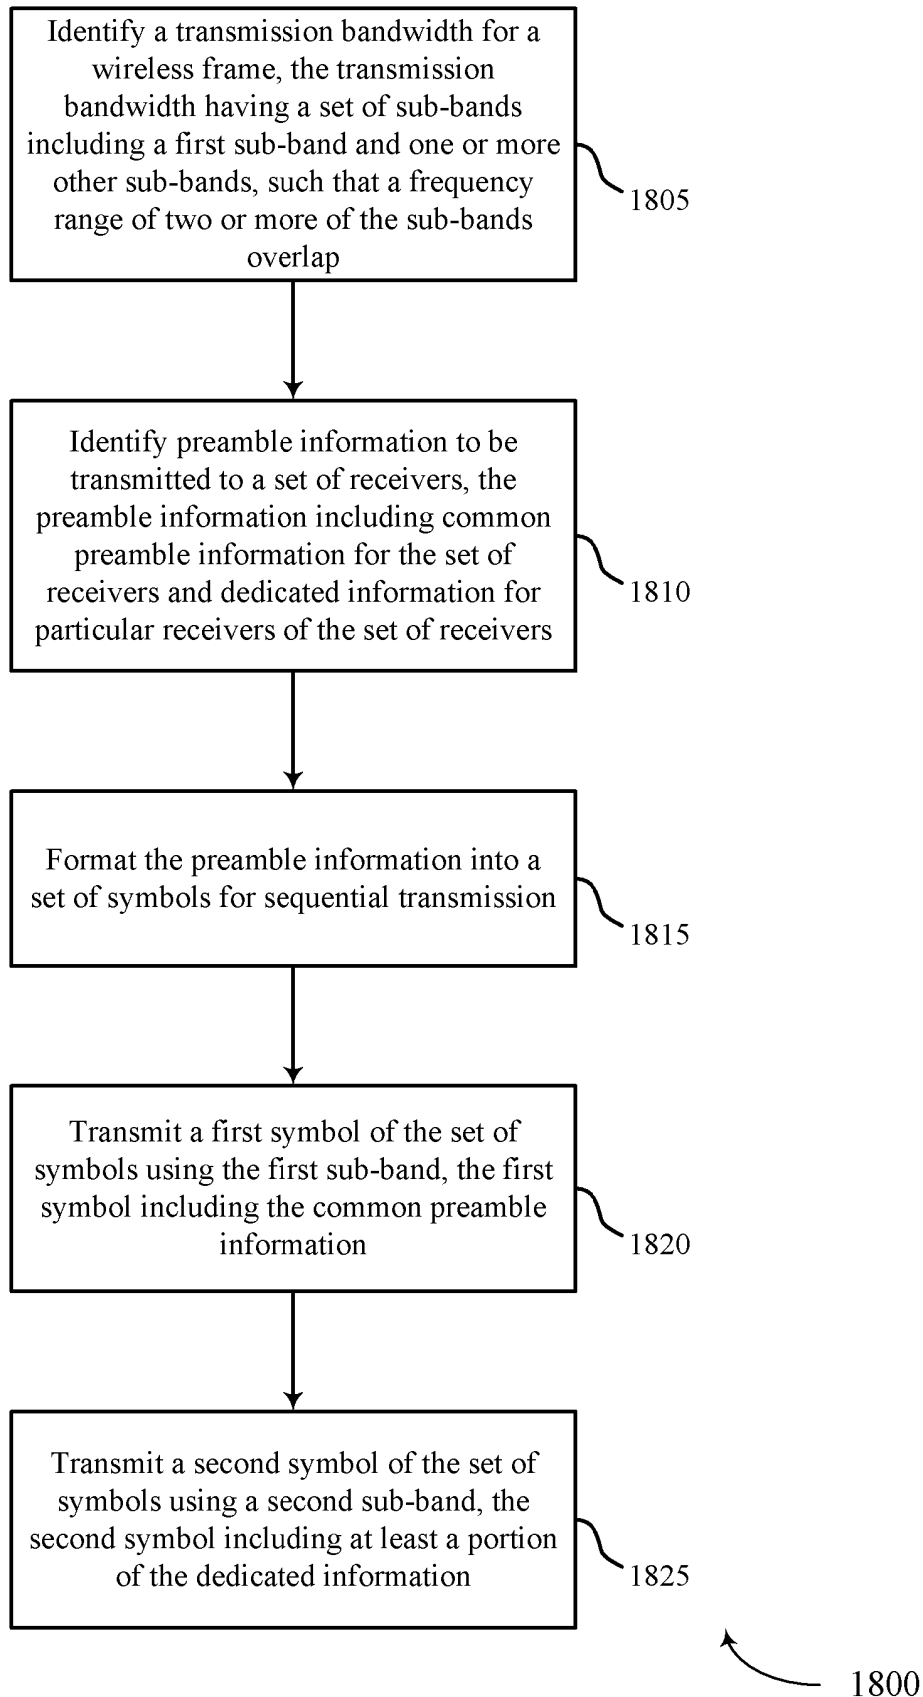 Identify a transmission bandwidth for a
wireless frame, the transmission
bandwidth having a set of sub-bands
including a first sub-band and one or more
other sub-bands, such that a frequency
range of two or more of the sub-bands
overlap
1805
Identify preamble information to be
transmitted to a set of receivers, the
preamble information including common
preamble information for the set of
receivers and dedicated information for
particular receivers of the set of receivers
1810
Format the preamble information into a
set of symbols for sequential transmission
1815
Transmit a first symbol of the set of
symbols using the first sub-band, the first
symbol including the common preamble
information
1820
Transmit a second symbol of the set of
symbols using a second sub-band, the
second symbol including at least a portion
of the dedicated information
1825
1800